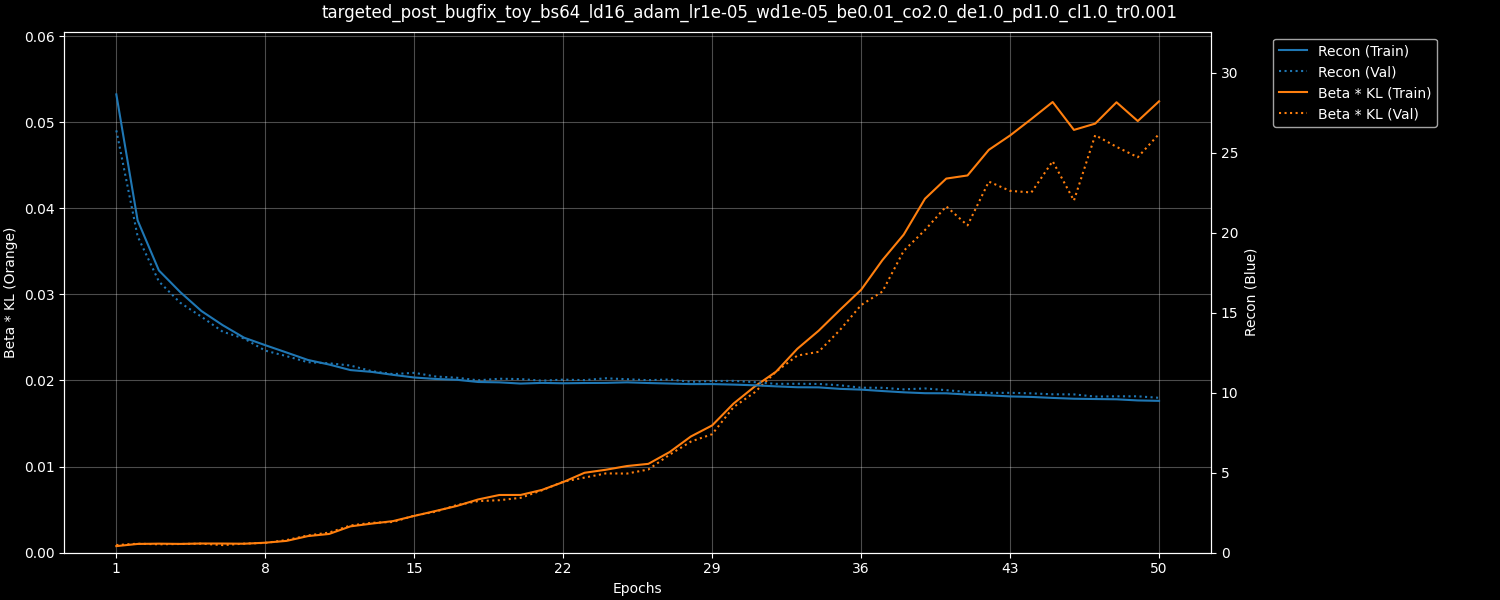 targeted_post_bugfix_toy_bs64_ld16_adam_lr1e-05_wd1e-05_be0.01_co2.0_de1.0_pd1.0_cl1.0_tr0.001
Beta * KL (Orange)
0.06
0.05
0.04
0.03
0.02
0.01
0.00
1 8 15 22 29 36 43 50
Epochs
30
25
20
15
10
5
0
Recon (Blue)
Recon (Train)
Recon (Val)
Beta * KL (Train)
Beta * KL (Val)